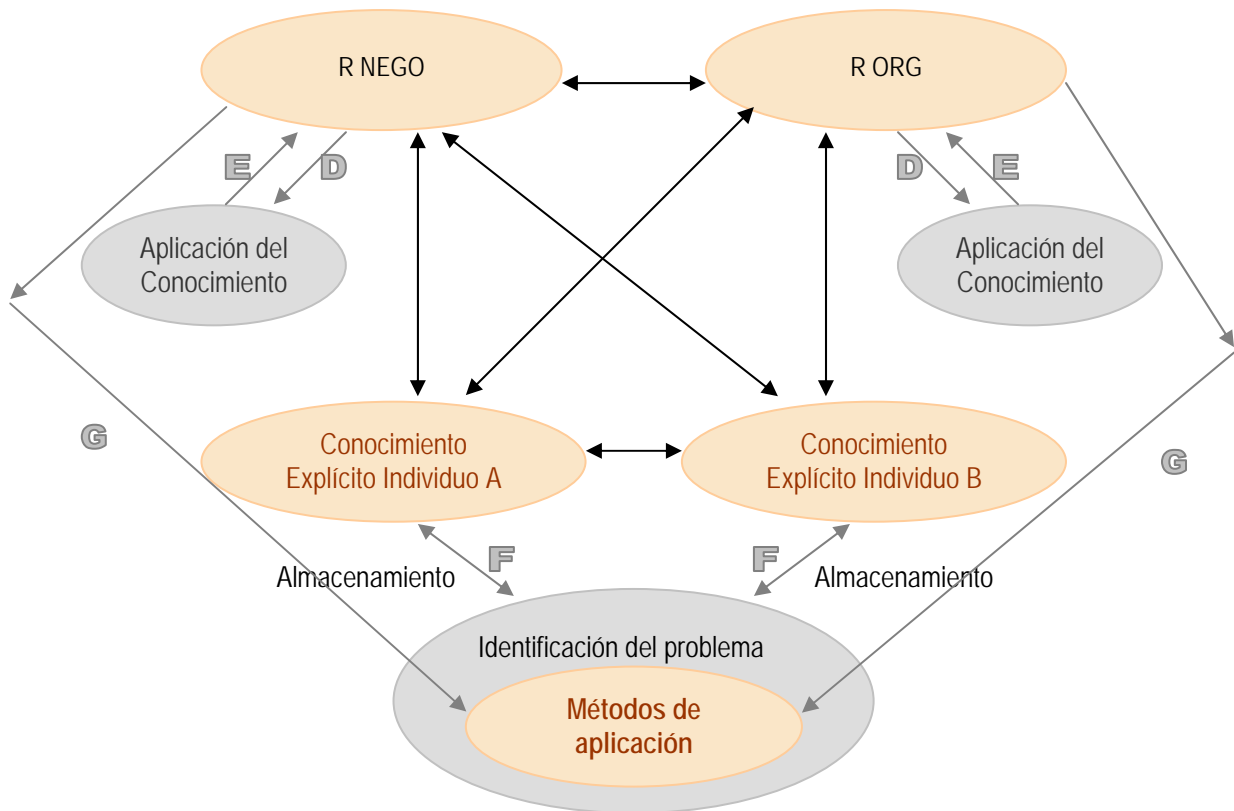 R NEGO
R ORG
E
D
D
E
Aplicación del
Conocimiento
Aplicación del
Conocimiento
G
Conocimiento
Explícito Individuo A
Conocimiento
Explícito Individuo B
G
F
F
Almacenamiento
Almacenamiento
Identificación del problema
Métodos de
aplicación